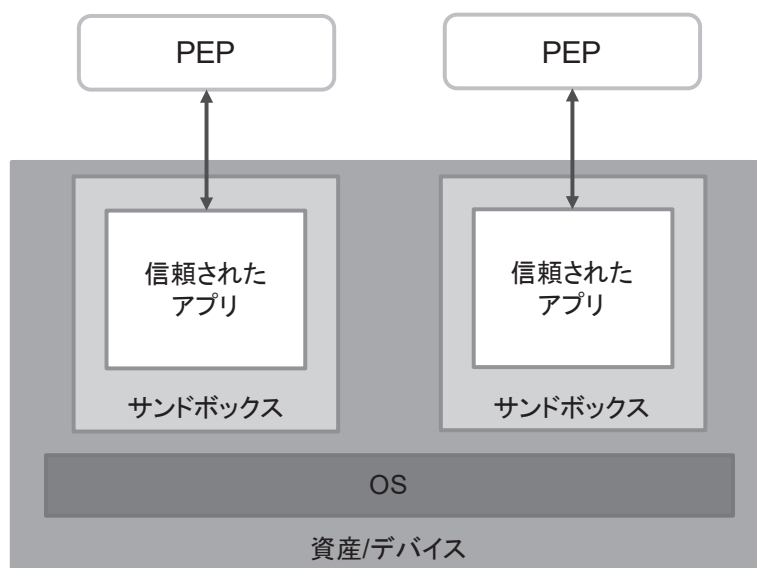 PEP
PEP
信頼された
アプリ
信頼された
アプリ
サンドボックス
サンドボックス
OS
資産/デバイス